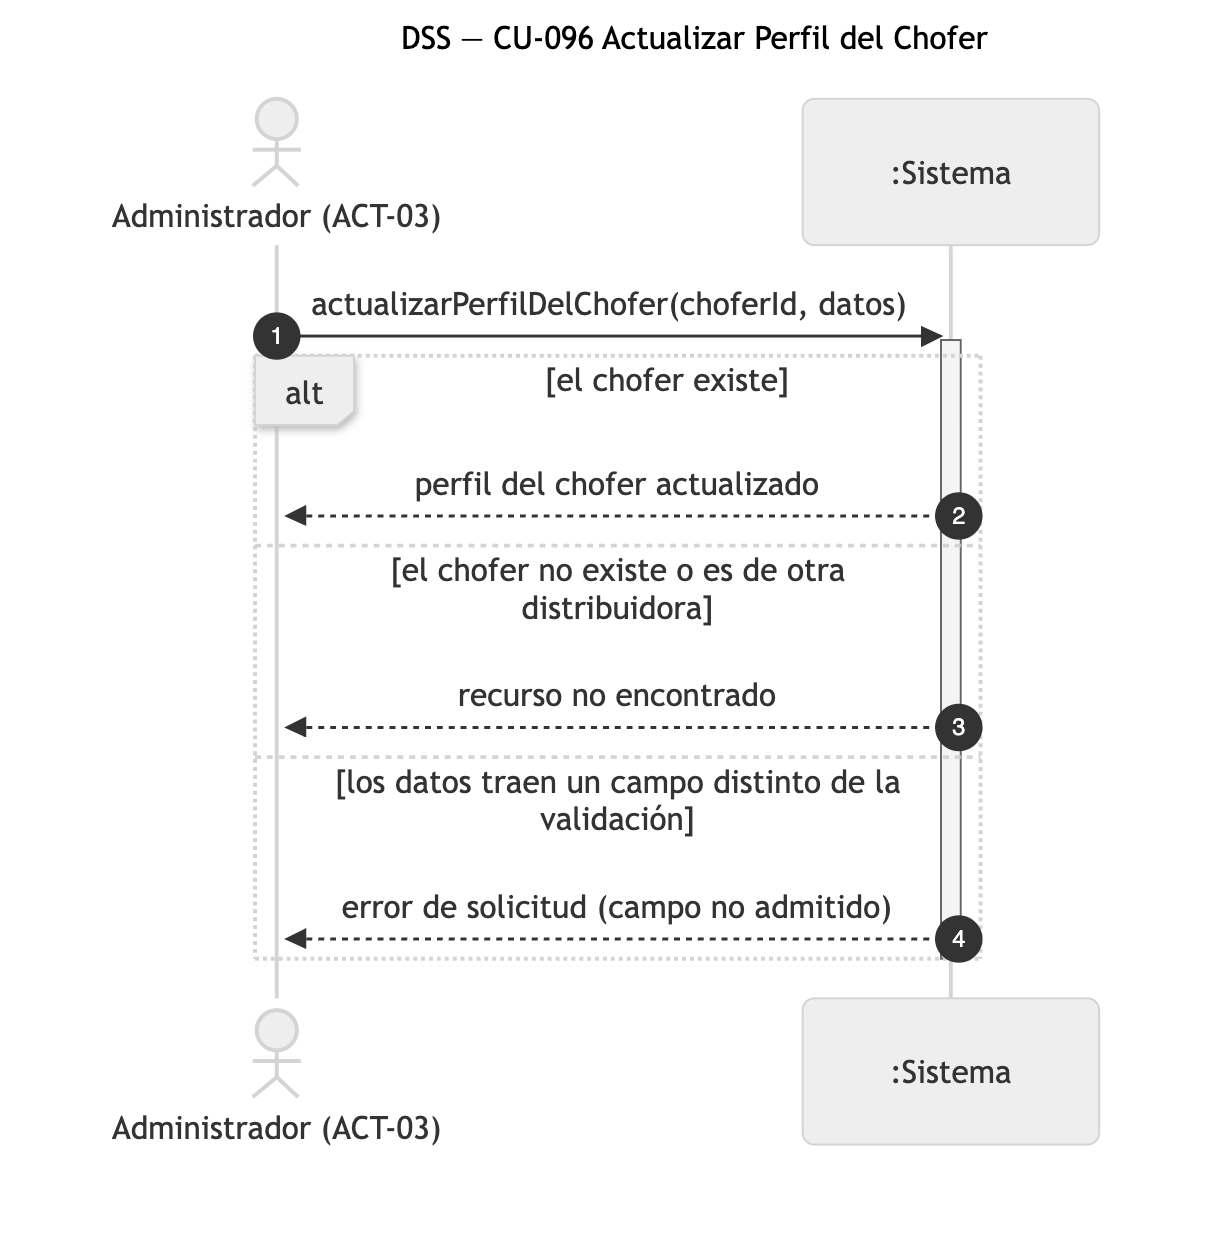 DSS — CU-096 Actualizar Perfil del Chofer
Administrador (ACT-03)
:Sistema
actualizarPerfilDelChofer(choferId, datos)
1
alt
[el chofer existe]
perfil del chofer actualizado
2
[el chofer no existe o es de otra
distribuidora]
recurso no encontrado
3
[los datos traen un campo distinto de la
validación]
error de solicitud (campo no admitido)
4
Administrador (ACT-03)
:Sistema